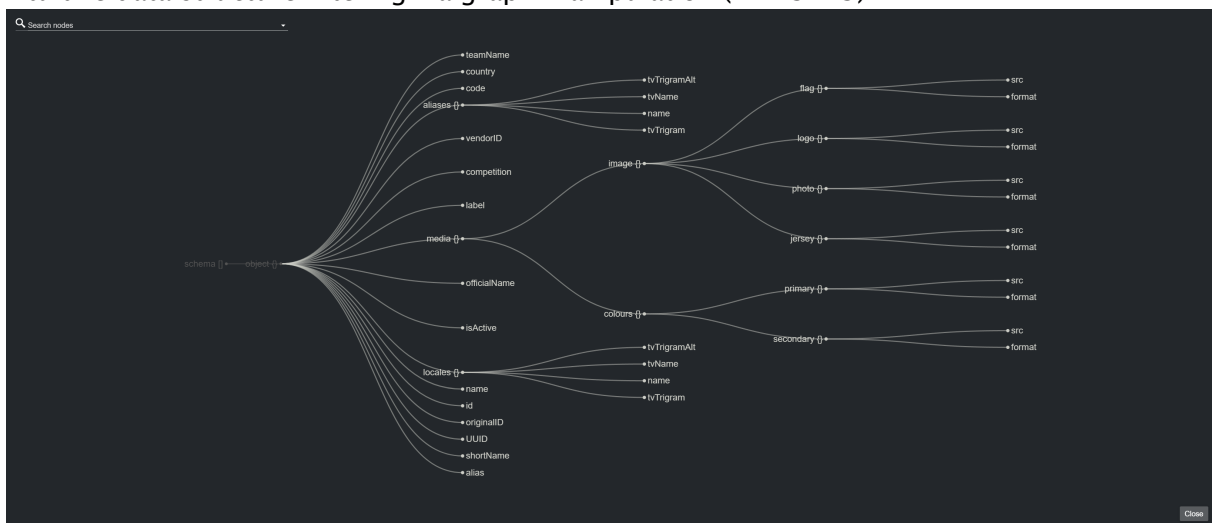 Search nodes
teamName
country
code
aliases {}
vendorID
competition
label
media {}
schema [] object {}
officialName
isActive
locales {}
name
id
originalID
UUID
shortName
alias
tvTrigramAlt
tvName
name
tvTrigram
image {}
colours {}
tvTrigramAlt
tvName
name
tvTrigram
flag {}
logo {}
photo {}
jersey {}
primary {}
secondary {}
src
format
src
format
src
format
src
format
src
format
src
format
Close